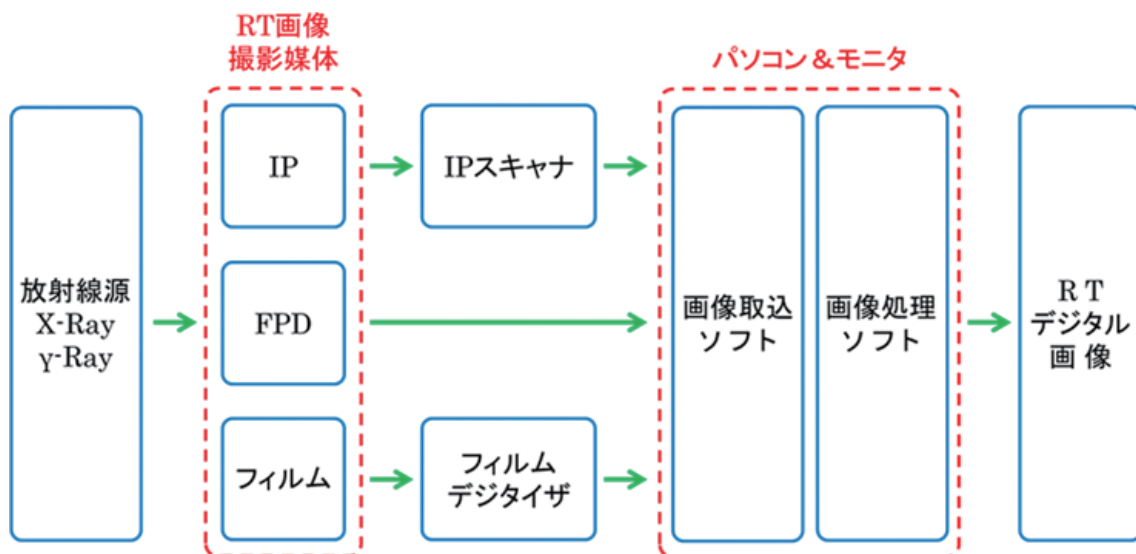 RT画像
撮影媒体
パソコン＆モニタ
放射線源
X-Ray
γ-Ray
IP
IPスキャナ
FPD
フィルム
フィルム
デジタイザ
画像取込
ソフト
画像処理
ソフト
RT
デジタル
画像